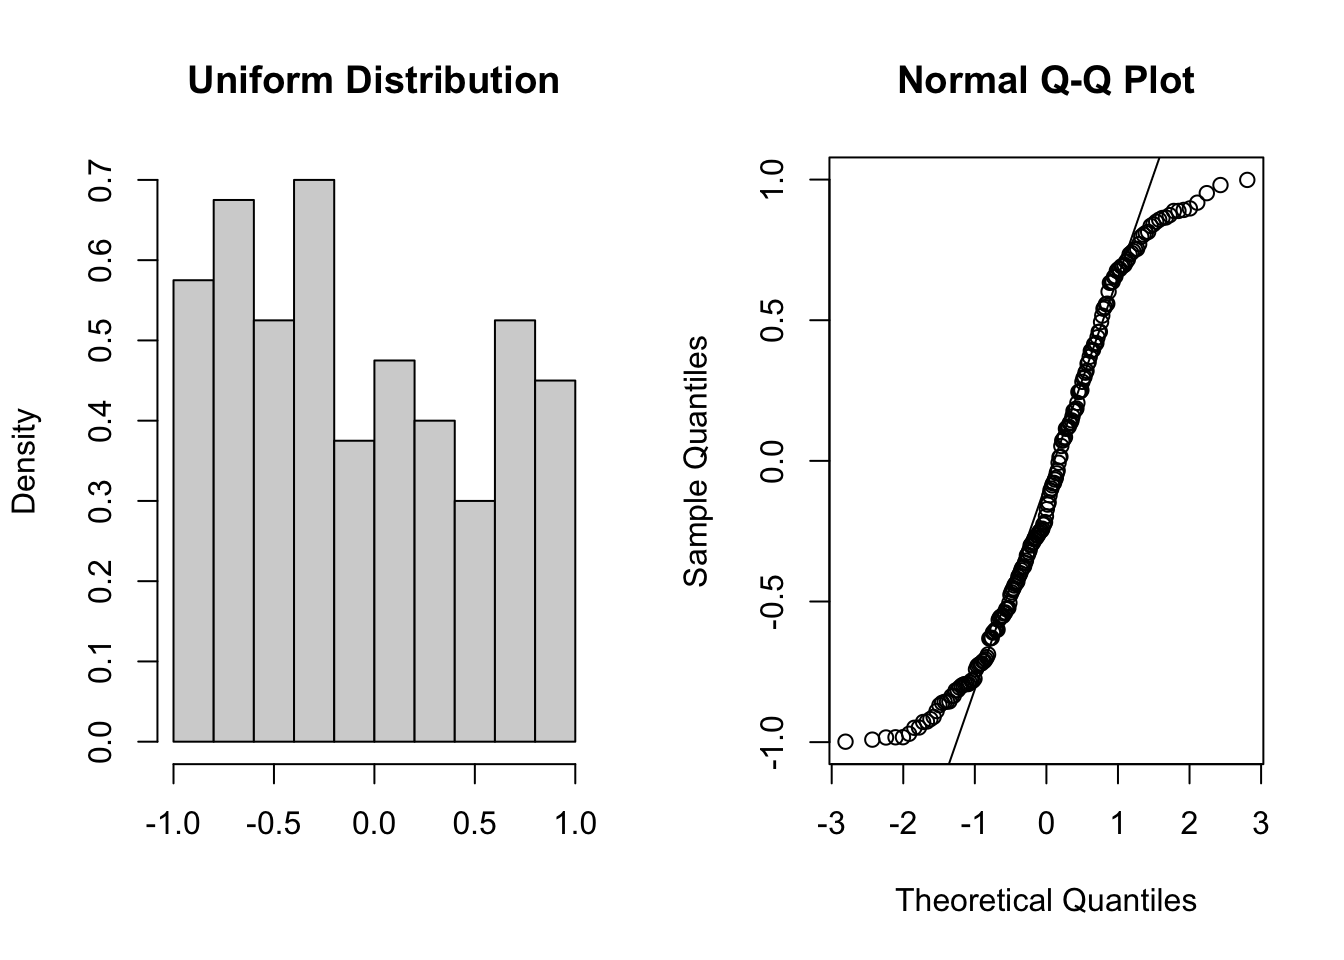 Uniform Distribution
Density
0.7
0.6
0.5
0.4
0.3
0.2
0.1
0.0
-1.0 -0.5 0.0 0.5 1.0
Normal Q-Q Plot
Sample Quantiles
1.0
0.5
0.0
-0.5
-1.0
-3 -2 -1 0 1 2 3
Theoretical Quantiles